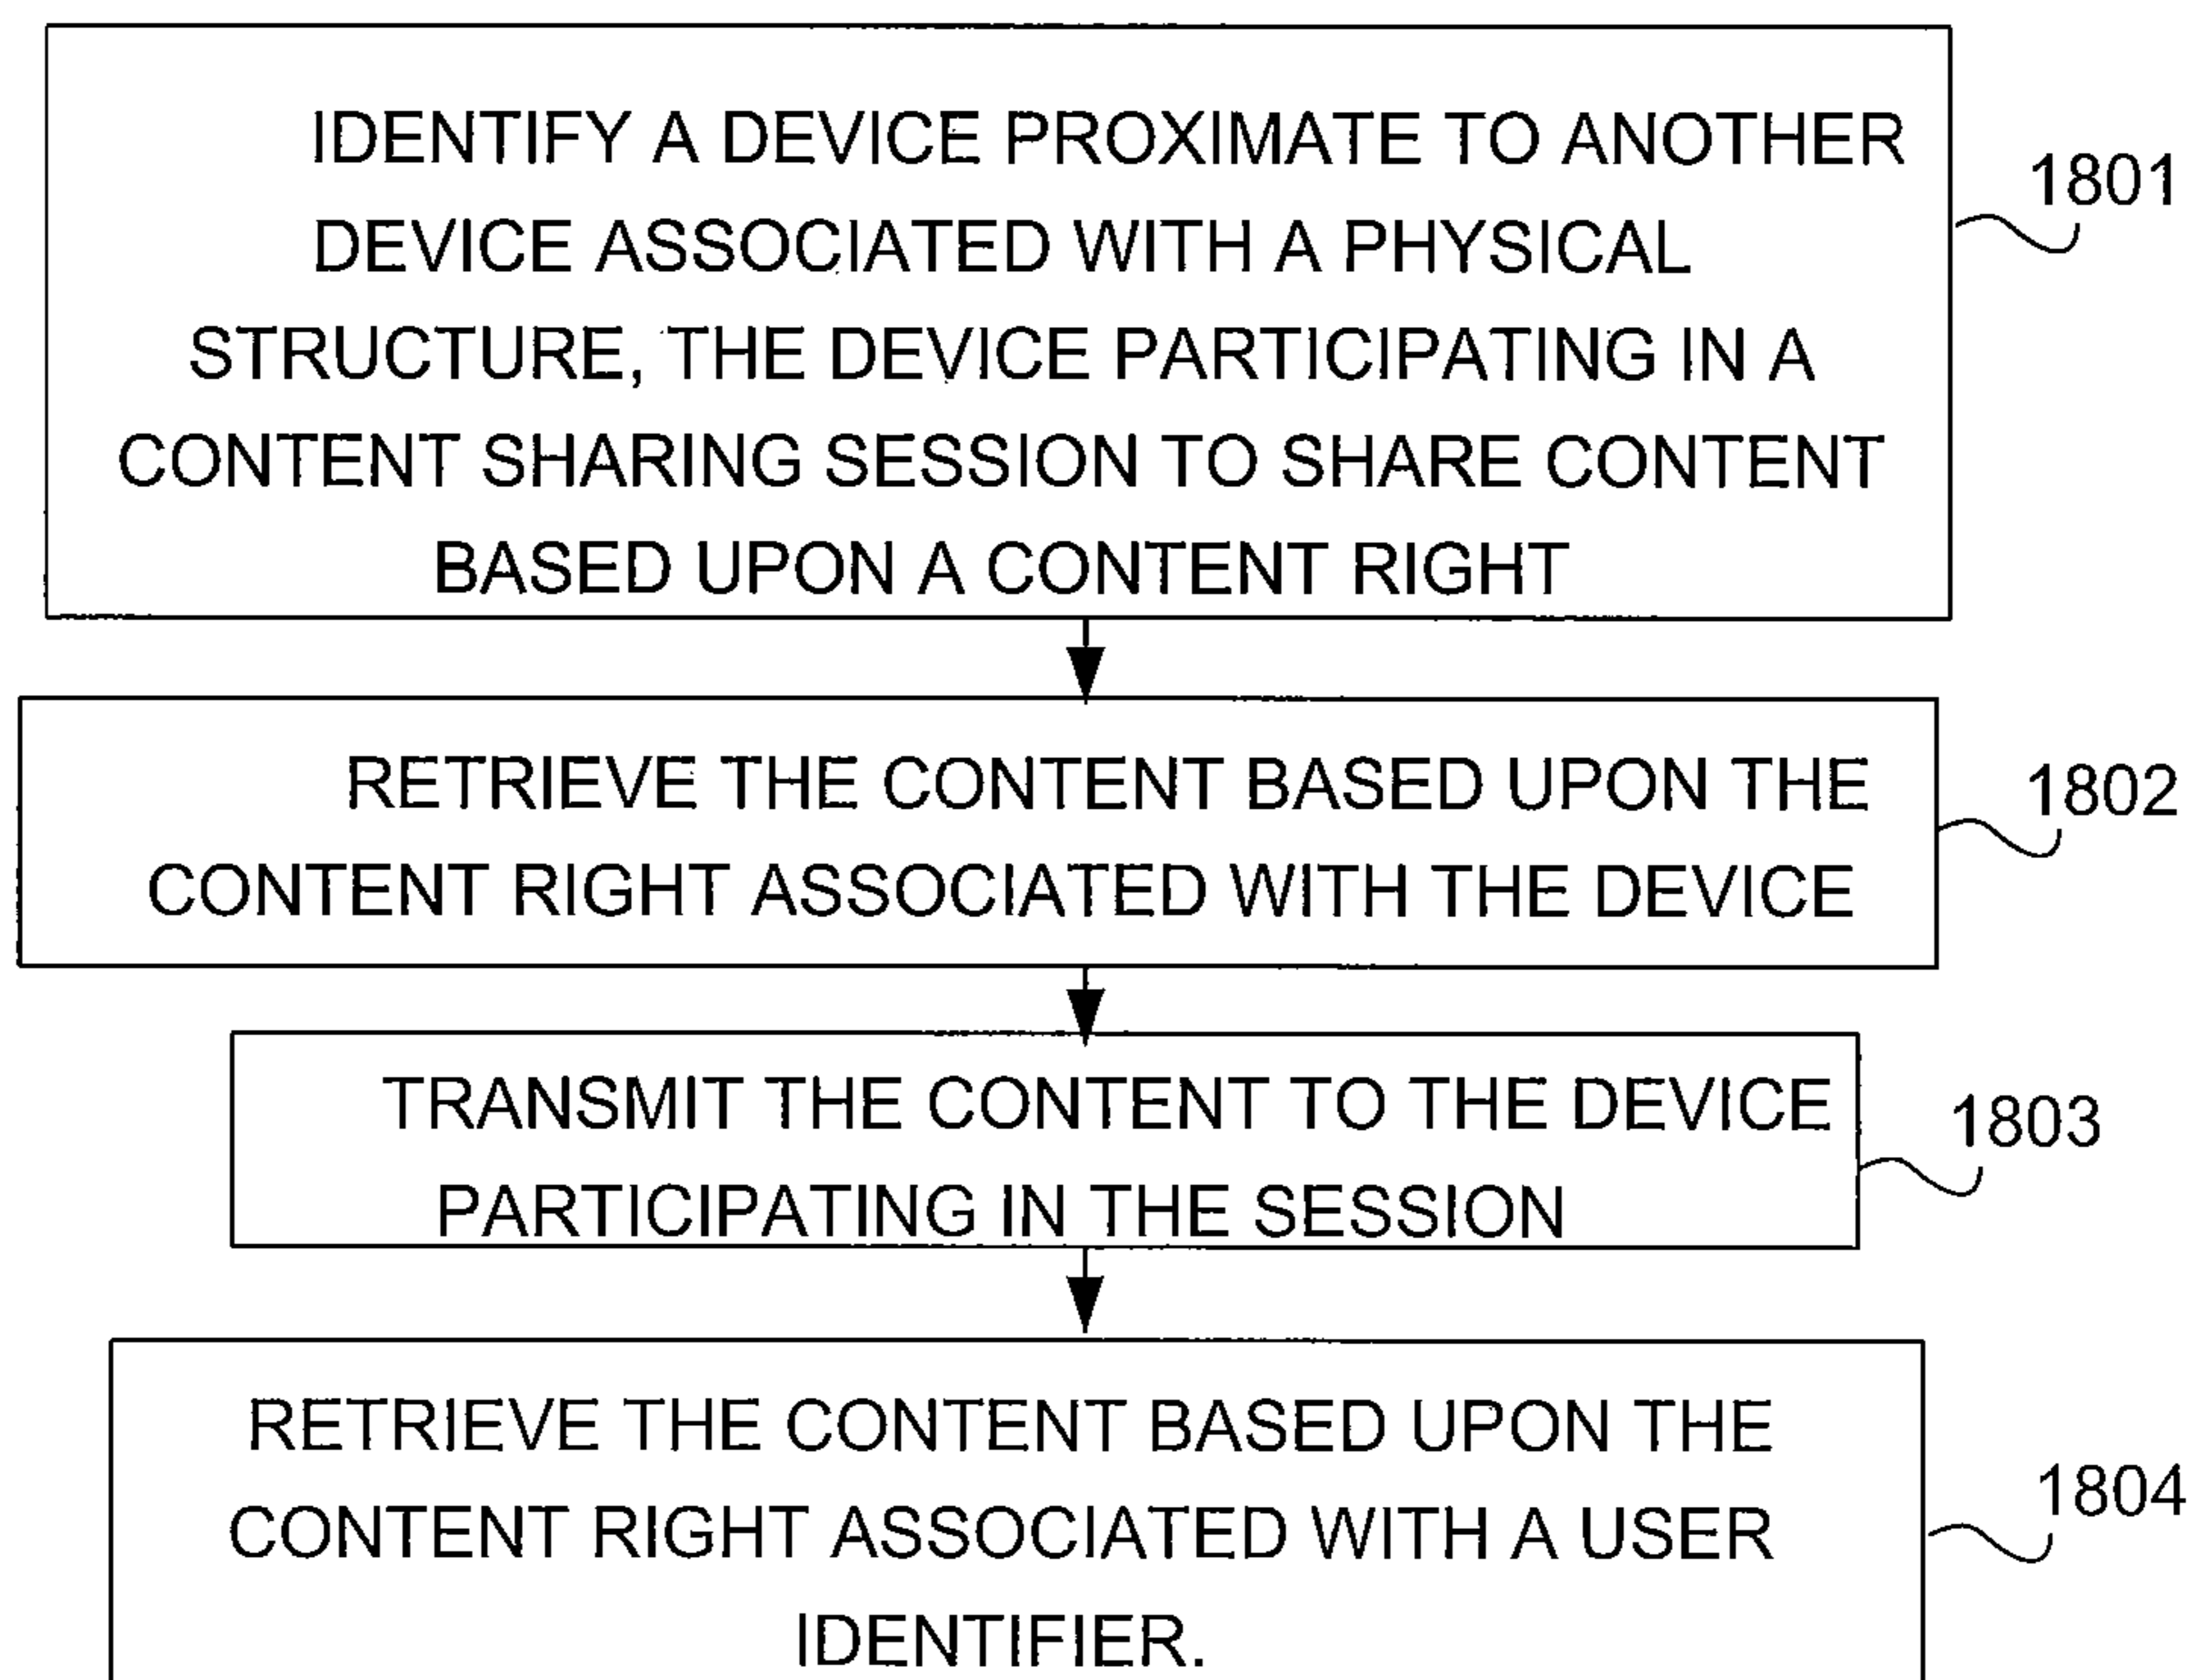 IDENTIFY A DEVICE PROXIMATE TO ANOTHER
DEVICE ASSOCIATED WITH A PHYSICAL
STRUCTURE, THE DEVICE PARTICIPATING IN A
CONTENT SHARING SESSION TO SHARE CONTENT
BASED UPON A CONTENT RIGHT
1801
RETRIEVE THE CONTENT BASED UPON THE
CONTENT RIGHT ASSOCIATED WITH THE DEVICE
1802
TRANSMIT THE CONTENT TO THE DEVICE
PARTICIPATING IN THE SESSION
1803
RETRIEVE THE CONTENT BASED UPON THE
CONTENT RIGHT ASSOCIATED WITH A USER
IDENTIFIER.
1804